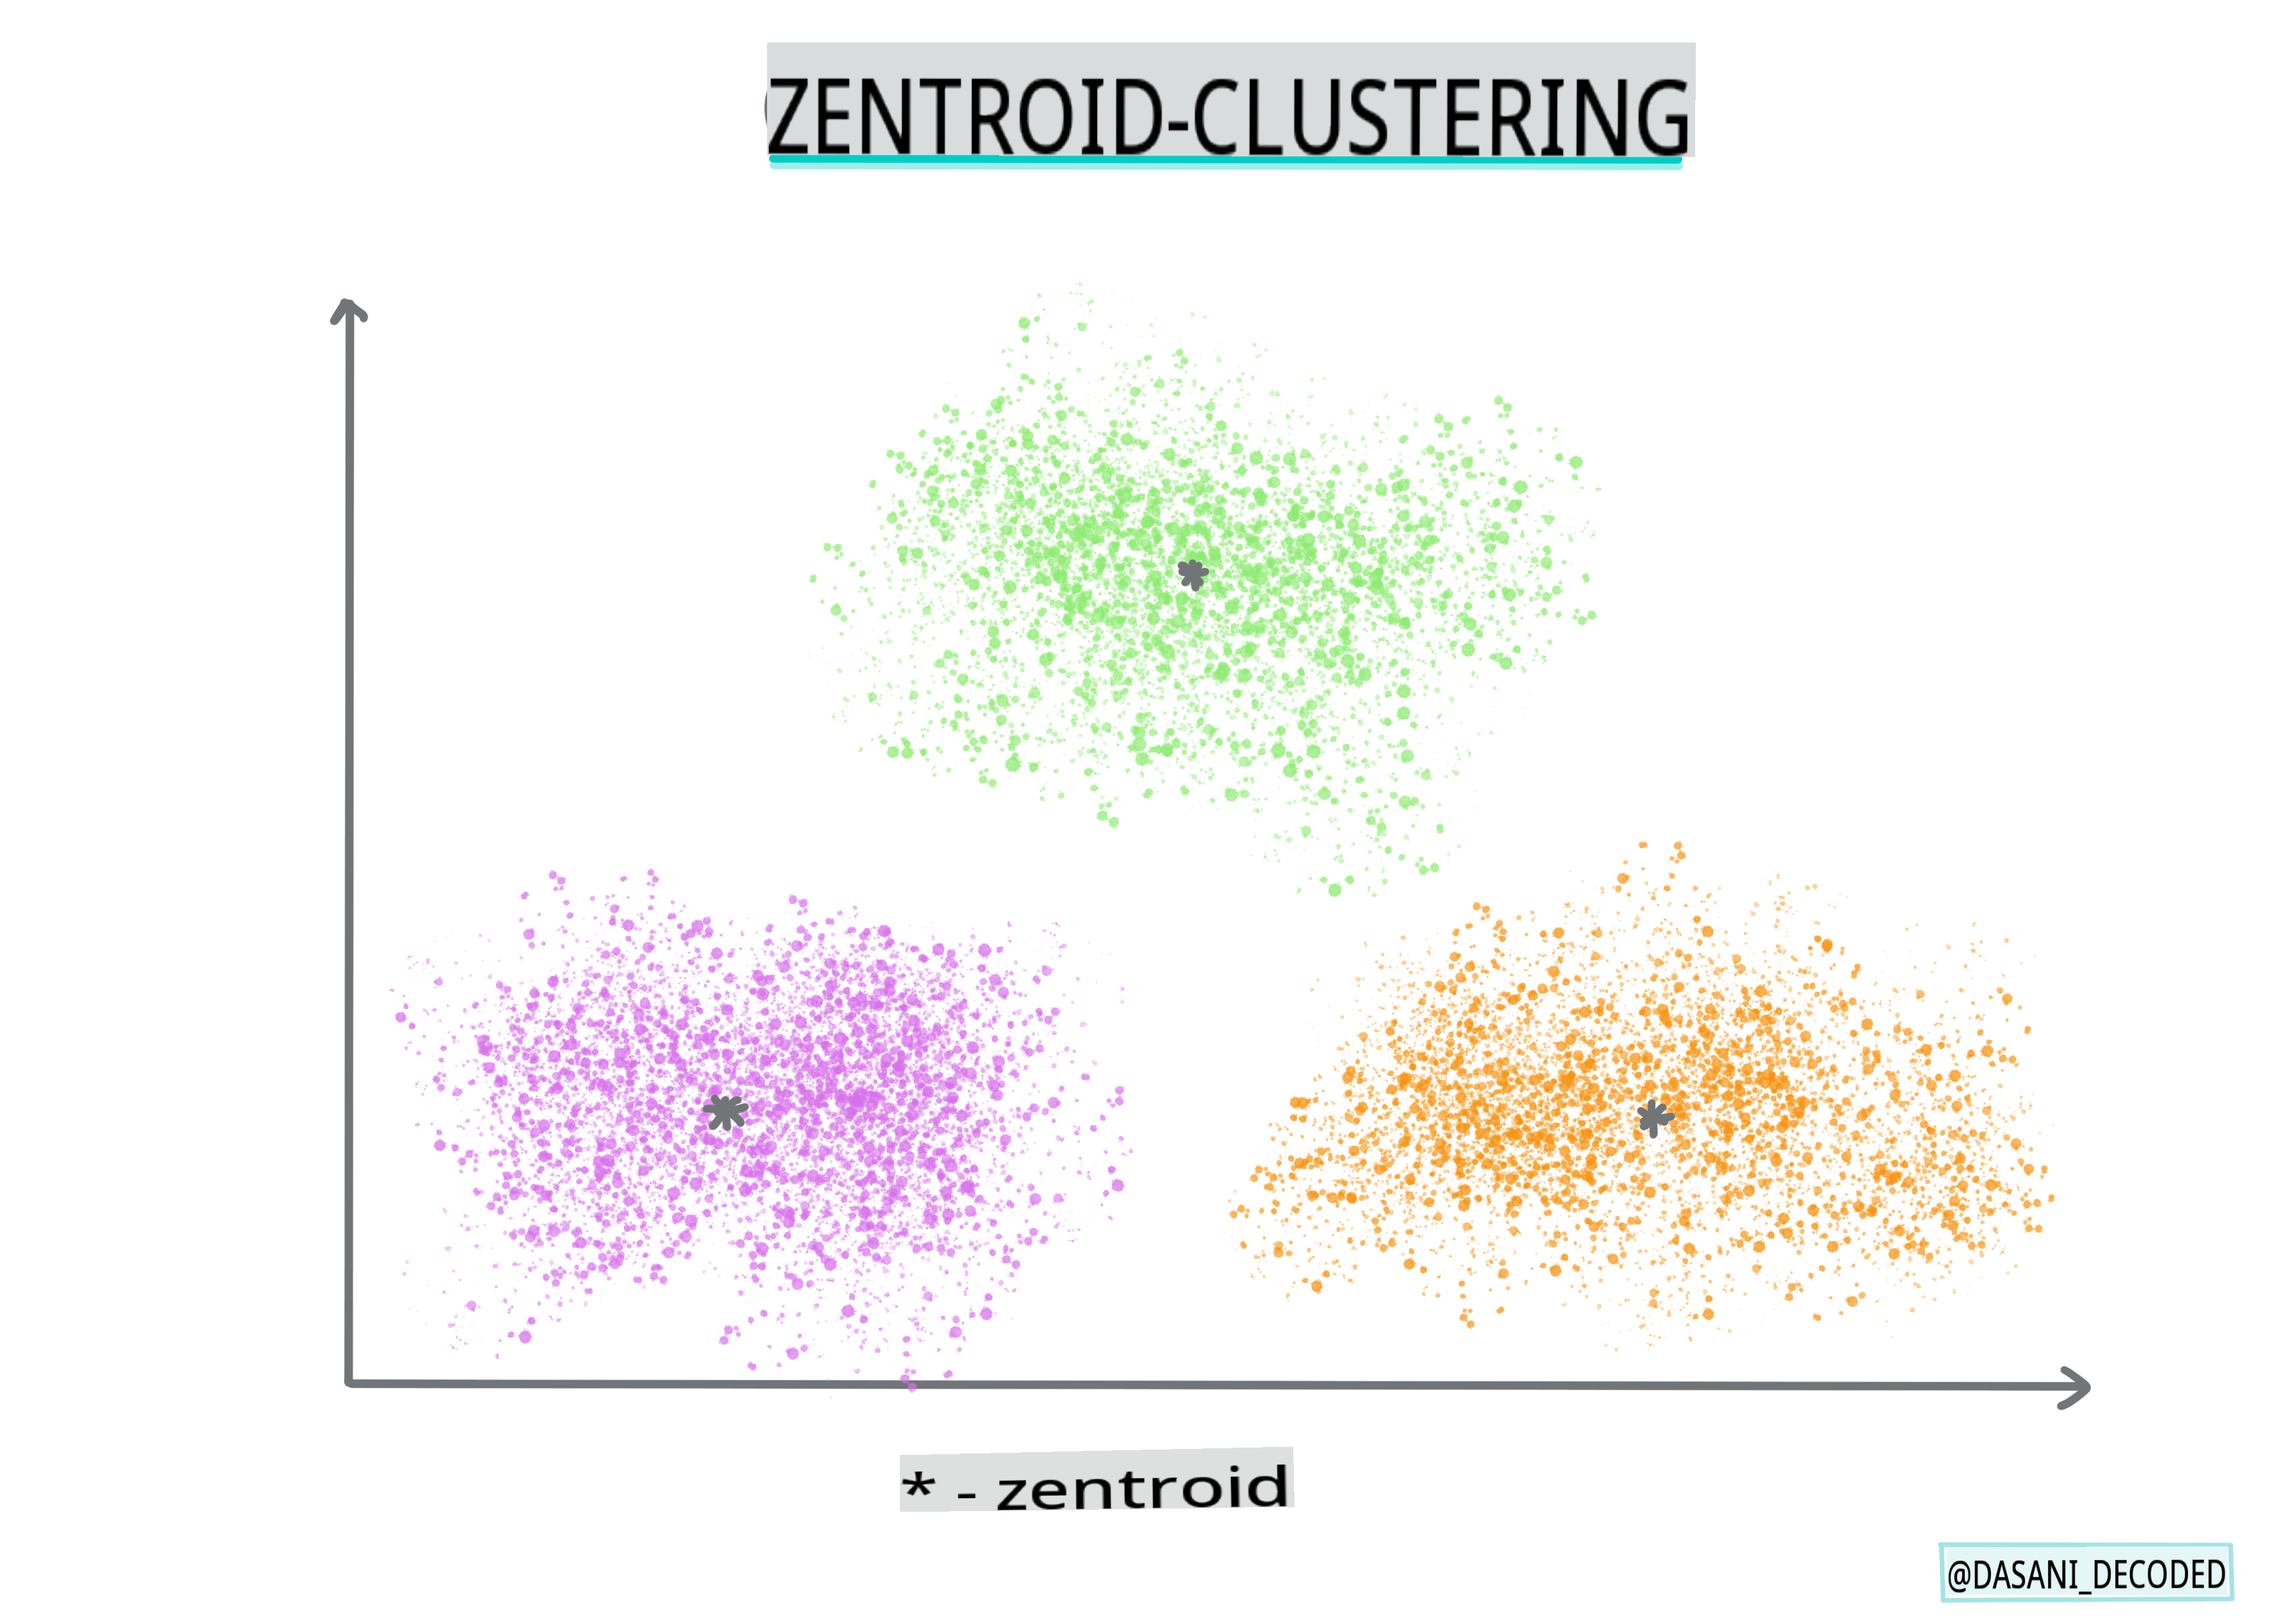 ZENTROID-CLUSTERING
* - zentroid
@DASANI_DECODED